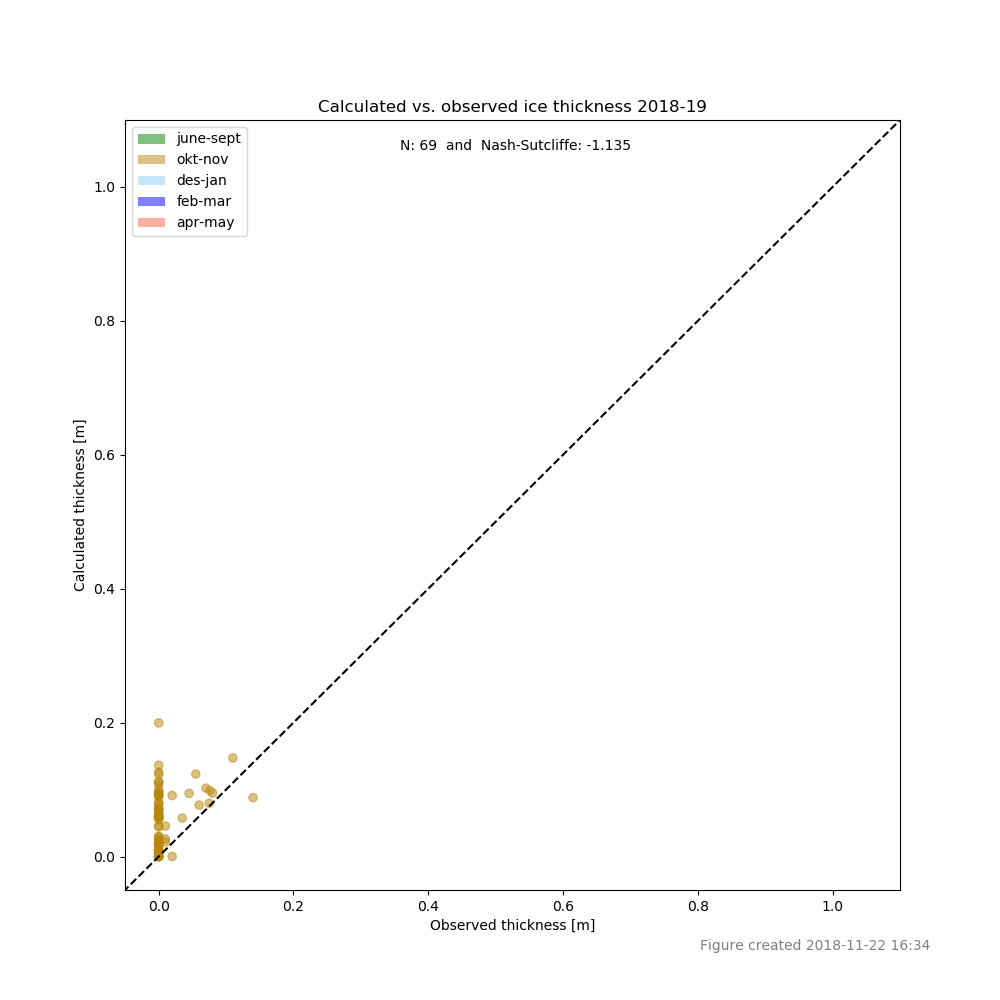 Calculated vs. observed ice thickness 2018-19
N: 69  and  Nash-Sutcliffe: -1.135
june-sept
okt-nov
des-jan
feb-mar
apr-may
Calculated thickness [m]
1.0
0.8
0.6
0.4
0.2
0.0
0.0 0.2 0.4 0.6 0.8 1.0
Observed thickness [m]
Figure created 2018-11-22 16:34